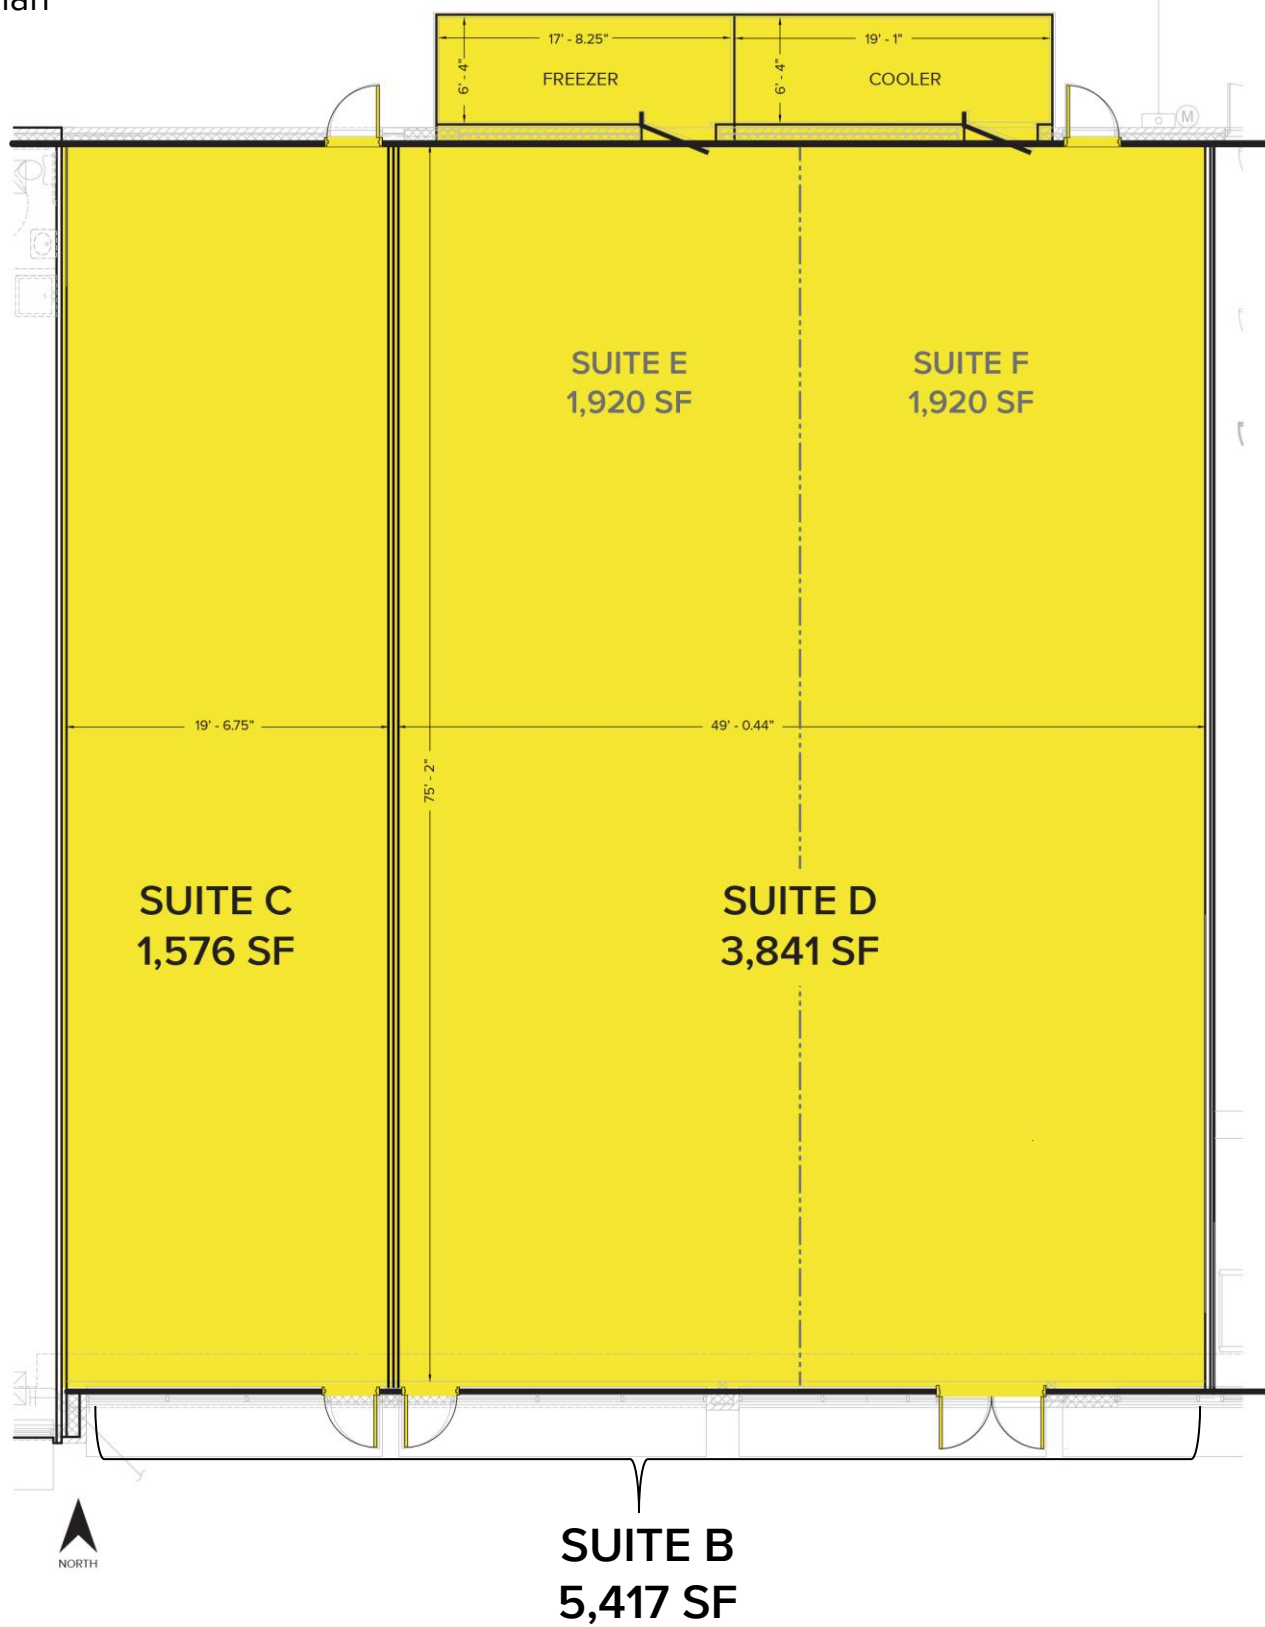 17' - 8.25"
19' - 1"
6' - 4"
FREEZER
6' - 4"
COOLER
M
SUITE E
1,920 SF
SUITE F
1,920 SF
19' - 6.75"
49' - 0.44"
75' - 2"
SUITE C
1,576 SF
SUITE D
3,841 SF
NORTH
SUITE B
5,417 SF